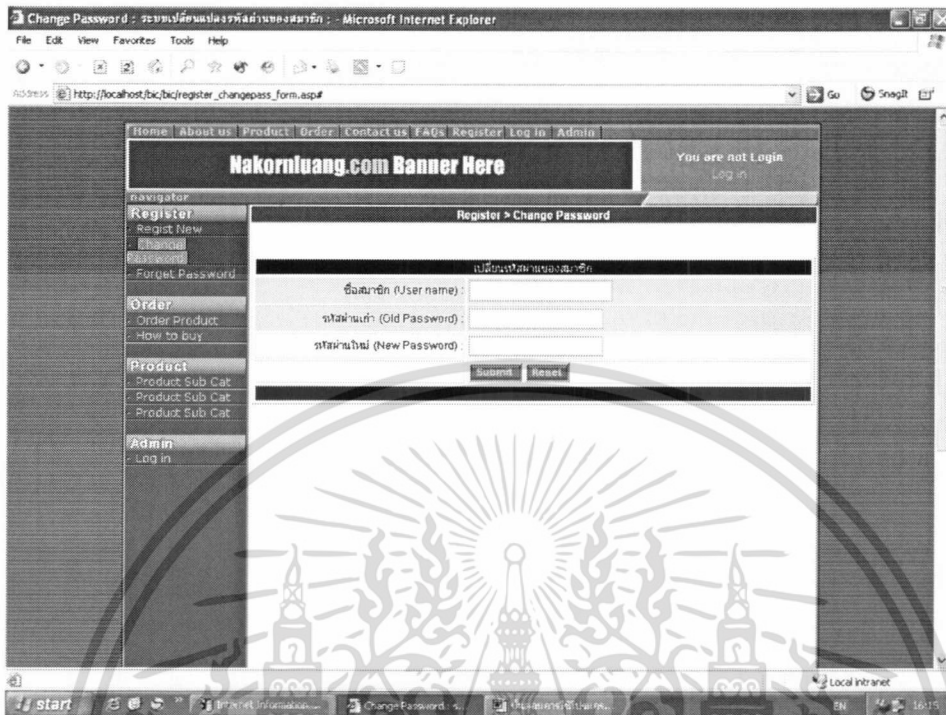 Change Password : ระบบเปลี่ยนแปลงรหัสผ่านของสมาชิก : - Microsoft Internet Explorer
File Edit View Favorites Tools Help
Address http://localhost/bic/bic/register_changepass_form.asp# Go SnagIt
Home About us Product Order Contact us FAQs Register Log in Admin
Nakornluang.com Banner Here
You are not Login
Log in
navigator
Register
- Regist New
- Change Password
- Forget Password
Order
- Order Product
- How to buy
Product
- Product Sub Cat
- Product Sub Cat
- Product Sub Cat
Admin
- Log in
Register > Change Password
เปลี่ยนรหัสผ่านของสมาชิก
ชื่อสมาชิก (User name) :
รหัสผ่านเก่า (Old Password) :
รหัสผ่านใหม่ (New Password) :
Submit Reset
Local intranet
start
Internet Information ...
Change Password : ร...
EN
16:15